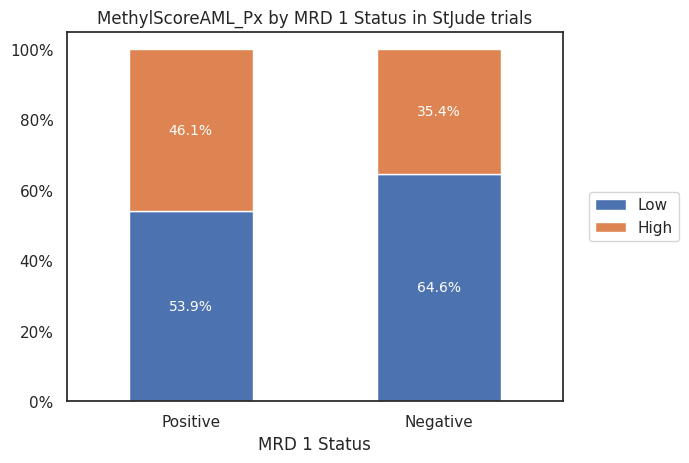 MethylScoreAML_Px by MRD 1 Status in StJude trials
100%
80%
60%
40%
20%
0%
46.1%
35.4%
53.9%
64.6%
Low
High
Positive
Negative
MRD 1 Status